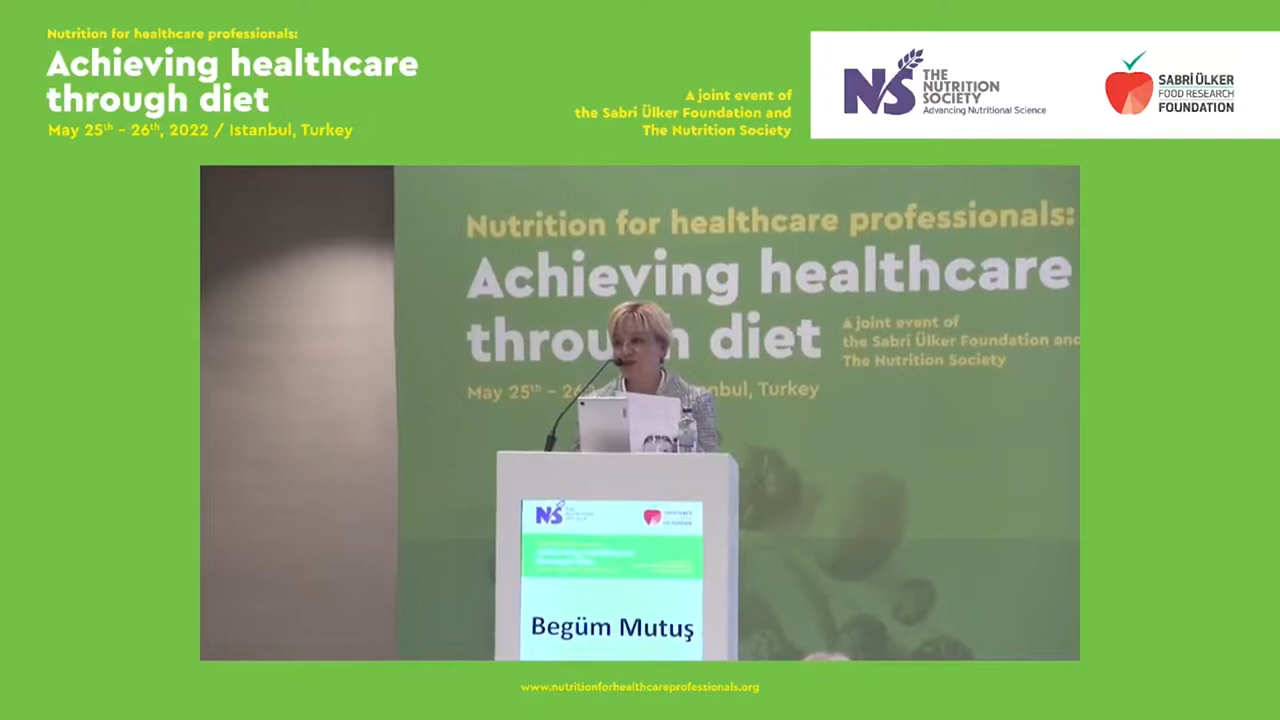 Nutrition for healthcare professionals:
Achieving healthcare
through diet
May 25th - 26th, 2022 / Istanbul, Turkey
A joint event of
the Sabri Ülker Foundation and
The Nutrition Society
NS
THE
NUTRITION
SOCIETY
Advancing Nutritional Science
SABRİ ÜLKER
FOOD RESEARCH
FOUNDATION
Nutrition for healthcare professionals:
Achieving healthcare
through diet
A joint event of
the Sabri Ülker Foundation and
The Nutrition Society
May 25th - 26 nbul, Turkey
NS
Begüm Mutuş
www.nutritionforhealthcareprofessionals.org